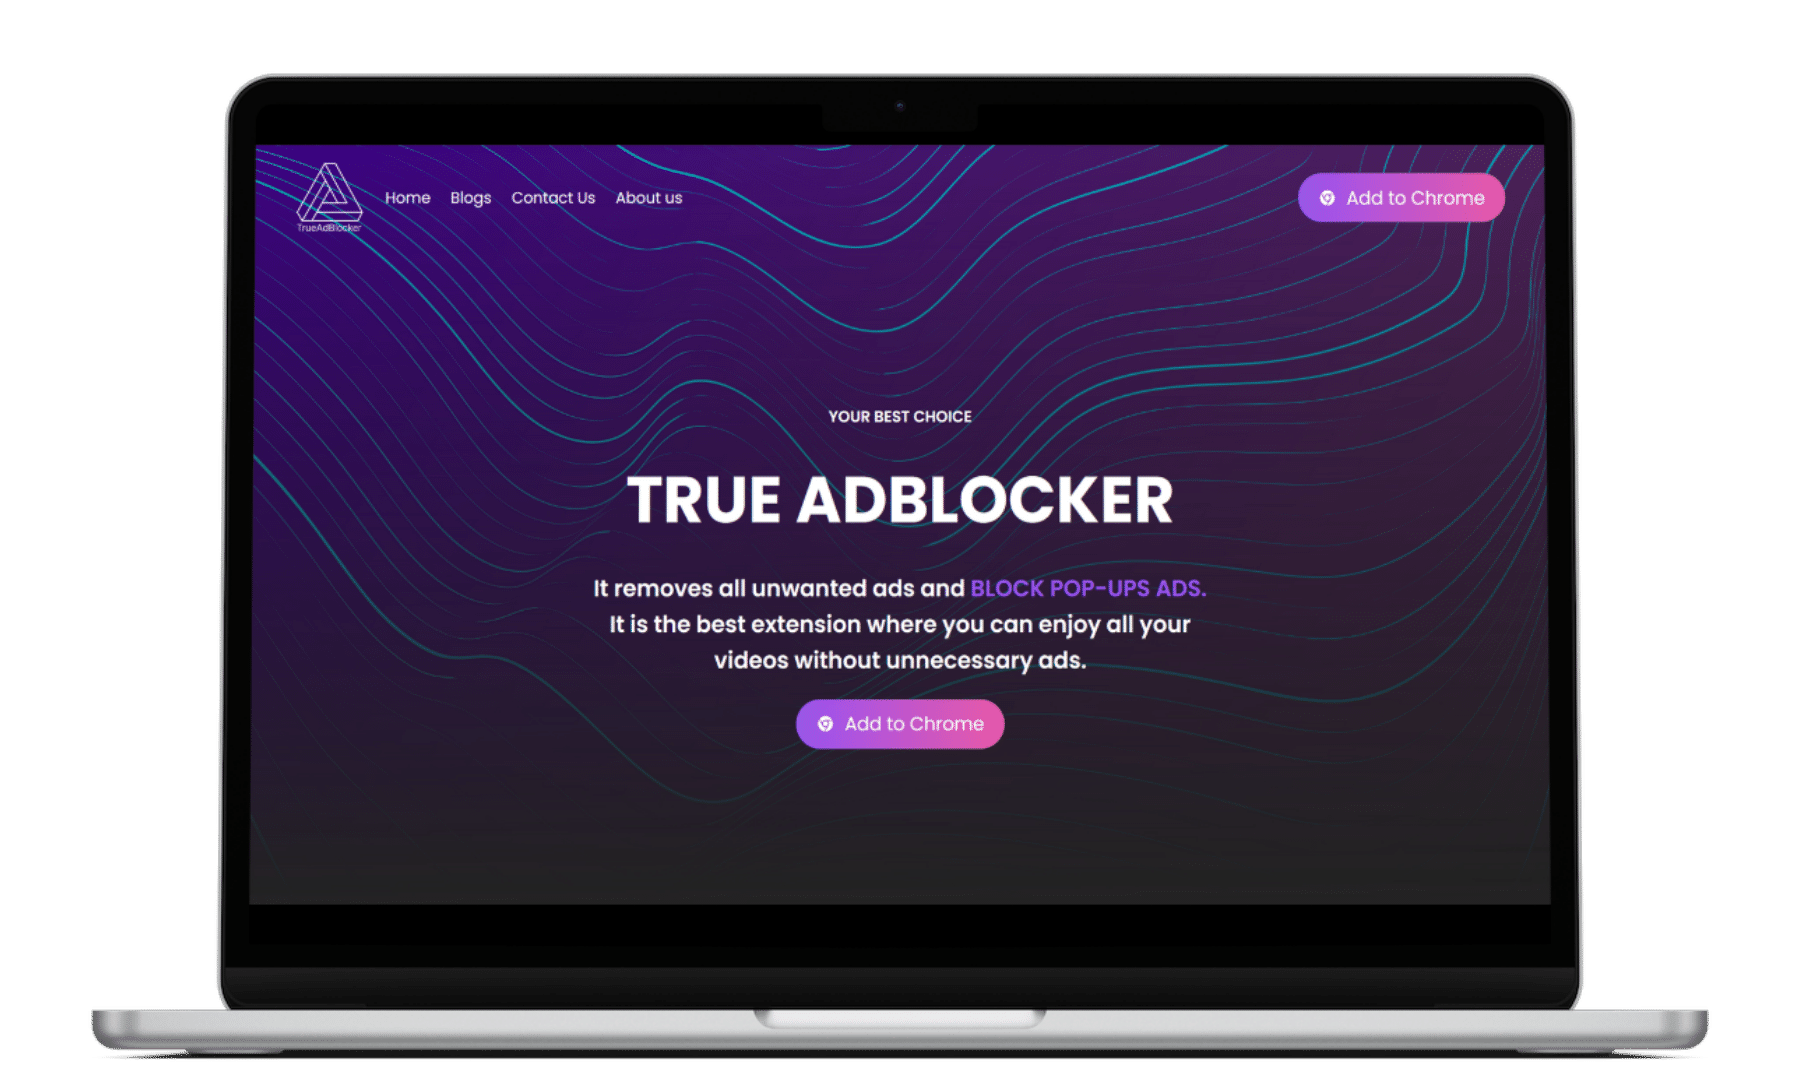 TrueAdBlocker
Home
Blogs
Contact Us
About us
Add to Chrome
YOUR BEST CHOICE
TRUE ADBLOCKER
It removes all unwanted ads and BLOCK POP-UPS ADS.
It is the best extension where you can enjoy all your
videos without unnecessary ads.
Add to Chrome